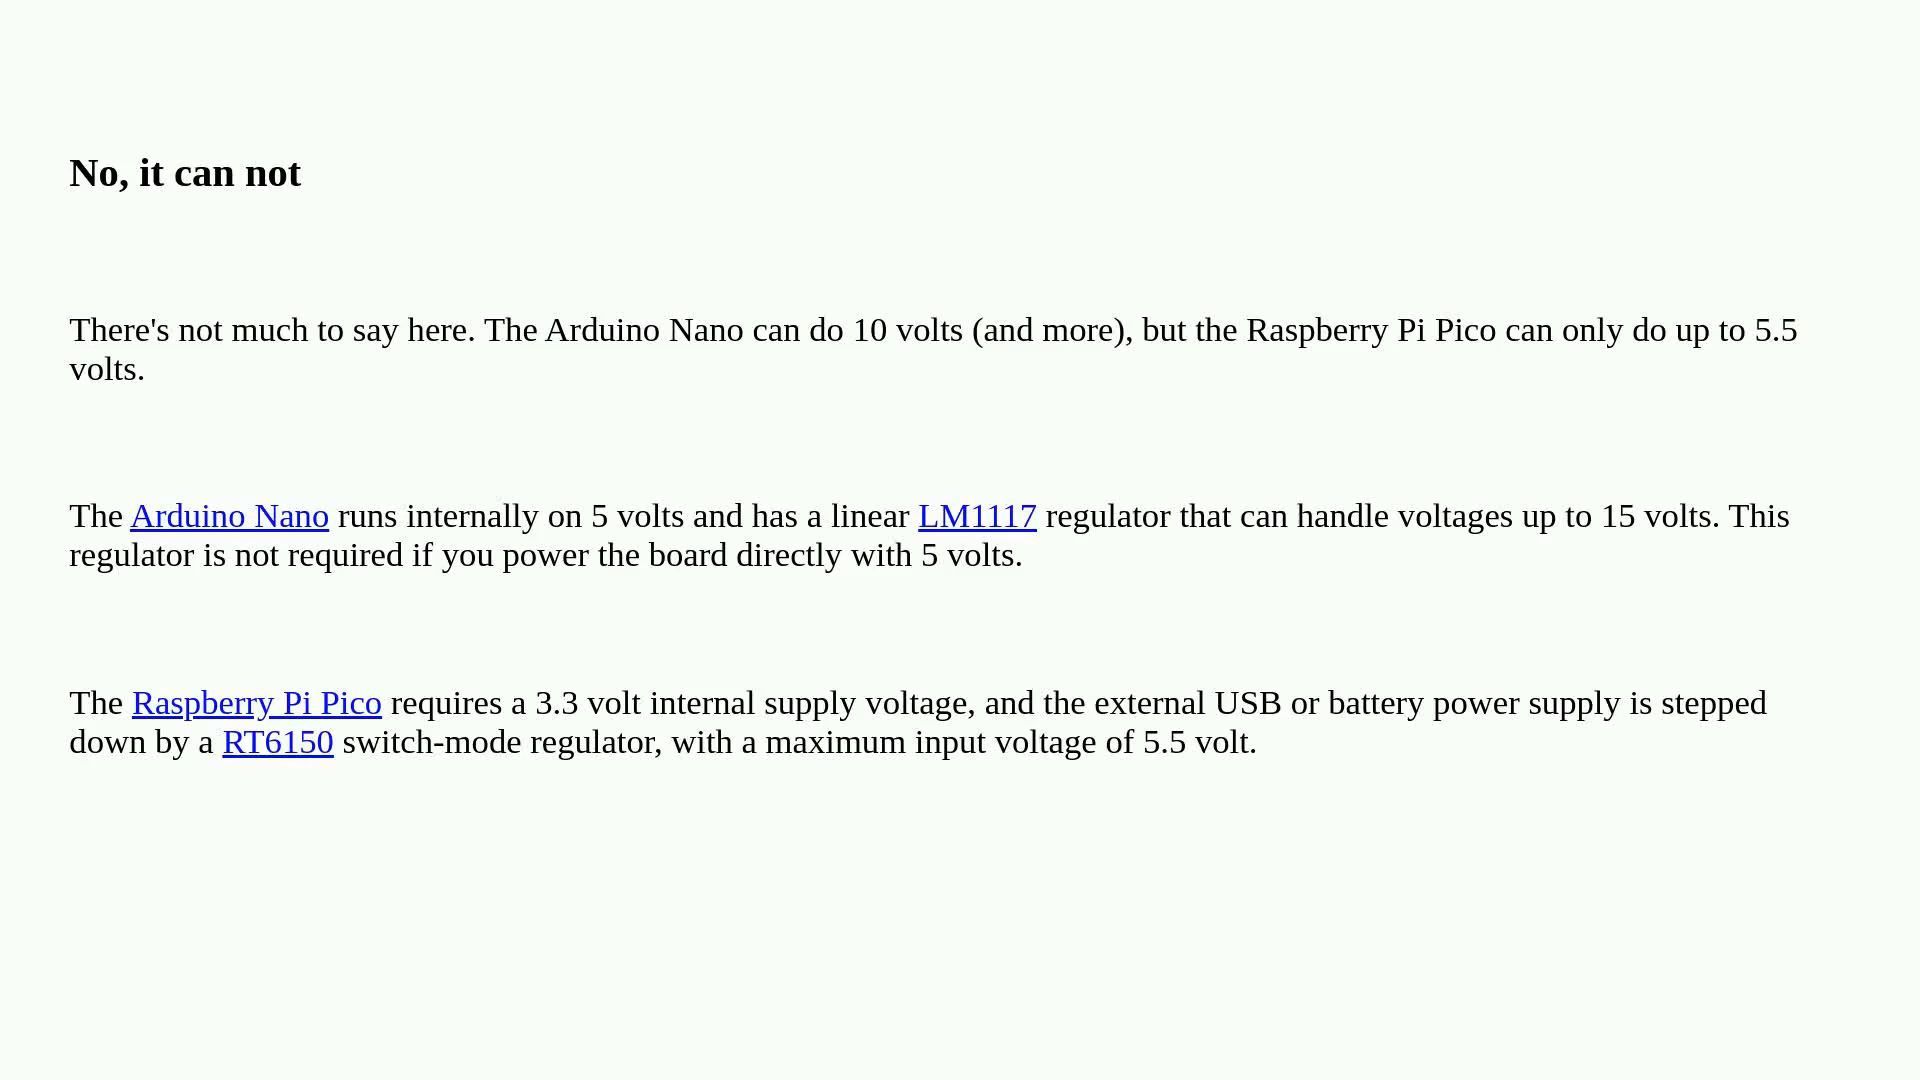 No, it can not
There's not much to say here. The Arduino Nano can do 10 volts (and more), but the Raspberry Pi Pico can only do up to 5.5
volts.
The Arduino Nano runs internally on 5 volts and has a linear LM1117 regulator that can handle voltages up to 15 volts. This
regulator is not required if you power the board directly with 5 volts.
The Raspberry Pi Pico requires a 3.3 volt internal supply voltage, and the external USB or battery power supply is stepped
down by a RT6150 switch-mode regulator, with a maximum input voltage of 5.5 volt.